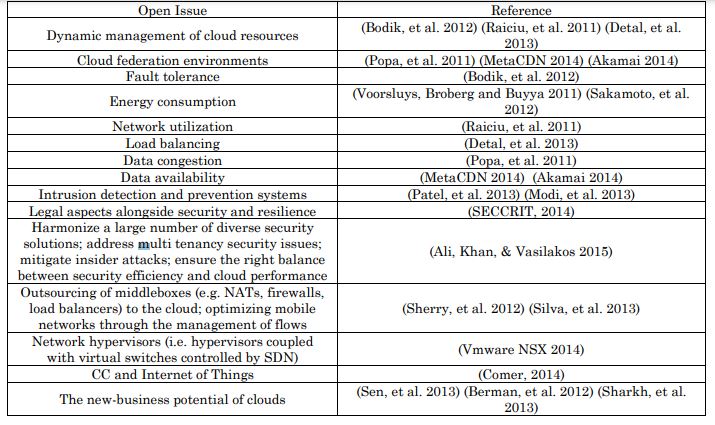 Open Issue Reference
Dynamic management of cloud resources (Bodik, et al. 2012) (Raiciu, et al. 2011) (Detal, et al.
2013)
Cloud federation environments (Popa, et al. 2011) (MetaCDN 2014) (Akamai 2014)
Fault tolerance (Bodik, et al. 2012)
Energy consumption (Voorsluys, Broberg and Buyya 2011) (Sakamoto, et al.
2012)
Network utilization (Raiciu, et al. 2011)
Load balancing (Detal, et al. 2013)
Data congestion (Popa, et al. 2011)
Data availability (MetaCDN 2014) (Akamai 2014)
Intrusion detection and prevention systems (Patel, et al. 2013) (Modi, et al. 2013)
Legal aspects alongside security and resilience (SECCRIT, 2014)
Harmonize a large number of diverse security
solutions; address multi tenancy security issues;
mitigate insider attacks; ensure the right balance
between security efficiency and cloud performance
(Ali, Khan, & Vasilakos 2015)
Outsourcing of middleboxes (e.g. NATs, firewalls,
load balancers) to the cloud; optimizing mobile
networks through the management of flows
(Sherry, et al. 2012) (Silva, et al. 2013)
Network hypervisors (i.e. hypervisors coupled
with virtual switches controlled by SDN)
(Vmware NSX 2014)
CC and Internet of Things (Comer, 2014)
The new-business potential of clouds (Sen, et al. 2013) (Berman, et al. 2012) (Sharkh, et al.
2013)